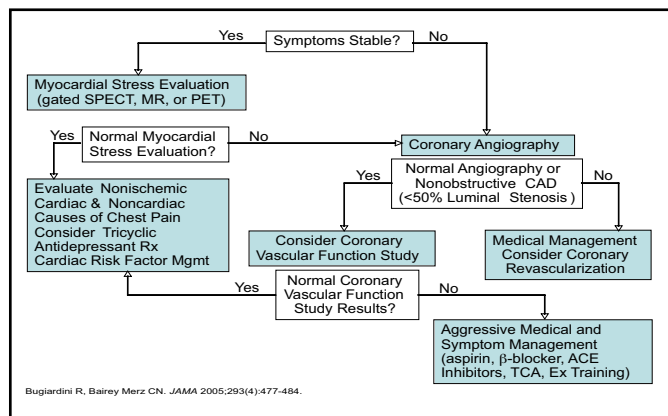 Yes
Symptoms Stable?
No
Myocardial Stress Evaluation
(gated SPECT, MR, or PET)
Yes
Normal Myocardial
Stress Evaluation?
No
Coronary Angiography
Evaluate Nonischemic
Cardiac & Noncardiac
Causes of Chest Pain
Consider Tricyclic
Antidepressant Rx
Cardiac Risk Factor Mgmt
Yes
Normal Angiography or
Nonobstructive CAD
(<50% Luminal Stenosis)
No
Consider Coronary
Vascular Function Study
Medical Management
Consider Coronary
Revascularization
Yes
Normal Coronary
Vascular Function
Study Results?
No
Aggressive Medical and
Symptom Management
(aspirin, β-blocker, ACE
Inhibitors, TCA, Ex Training)
Bugiardini R, Bairey Merz CN. JAMA 2005;293(4):477-484.